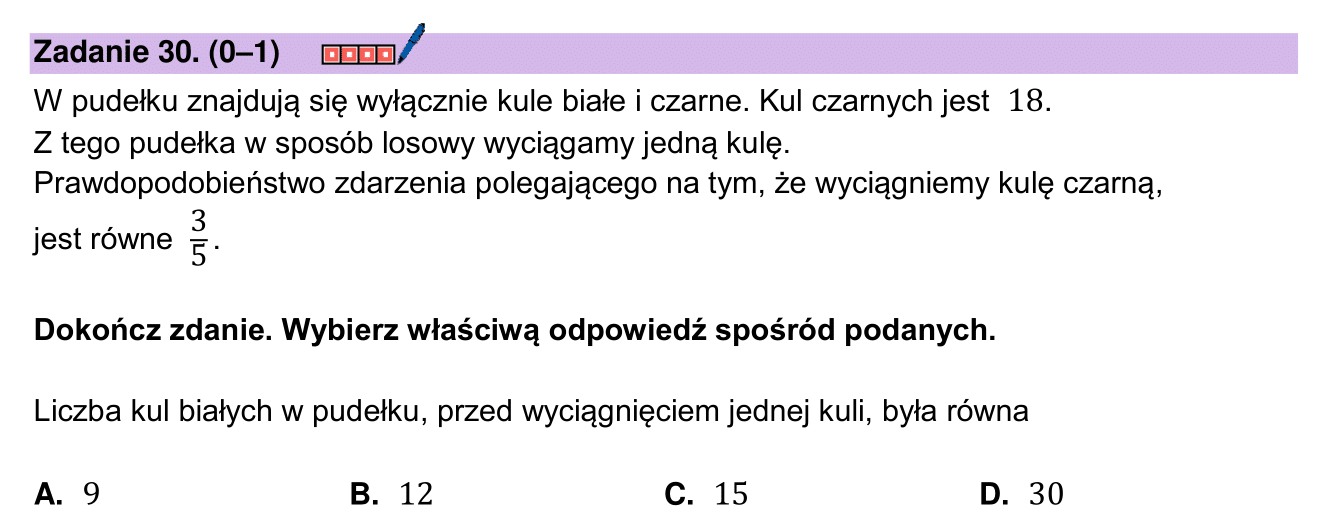 Zadanie 30. (0–1)
W pudełku znajdują się wyłącznie kule białe i czarne. Kul czarnych jest 18.
Z tego pudełka w sposób losowy wyciągamy jedną kulę.
Prawdopodobieństwo zdarzenia polegającego na tym, że wyciągniemy kulę czarną,
jest równe 3/5.
Dokończ zdanie. Wybierz właściwą odpowiedź spośród podanych.
Liczba kul białych w pudełku, przed wyciągnięciem jednej kuli, była równa
A. 9 B. 12 C. 15 D. 30